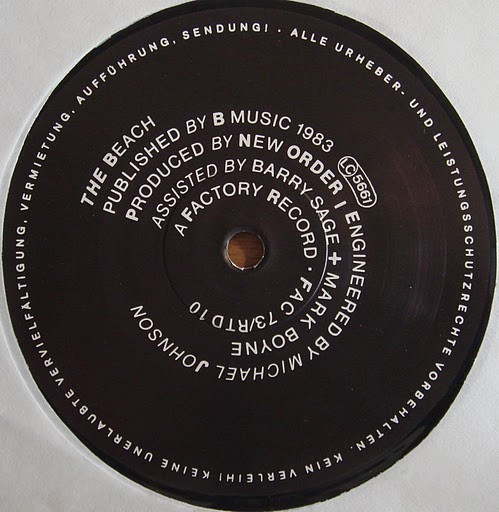 THE BEACH
PUBLISHED BY B MUSIC 1983
PRODUCED BY NEW ORDER | ENGINEERED BY MICHAEL JOHNSON
ASSISTED BY BARRY SAGE + MARK BOYNE
A FACTORY RECORD · FAC 73/RTD 10
LC 5661
ALLE URHEBER- UND LEISTUNGSSCHUTZRECHTE VORBEHALTEN. KEIN VERLEIH! KEINE UNERLAUBTE VERVIELFÄLTIGUNG, VERMIETUNG, AUFFÜHRUNG, SENDUNG! ·